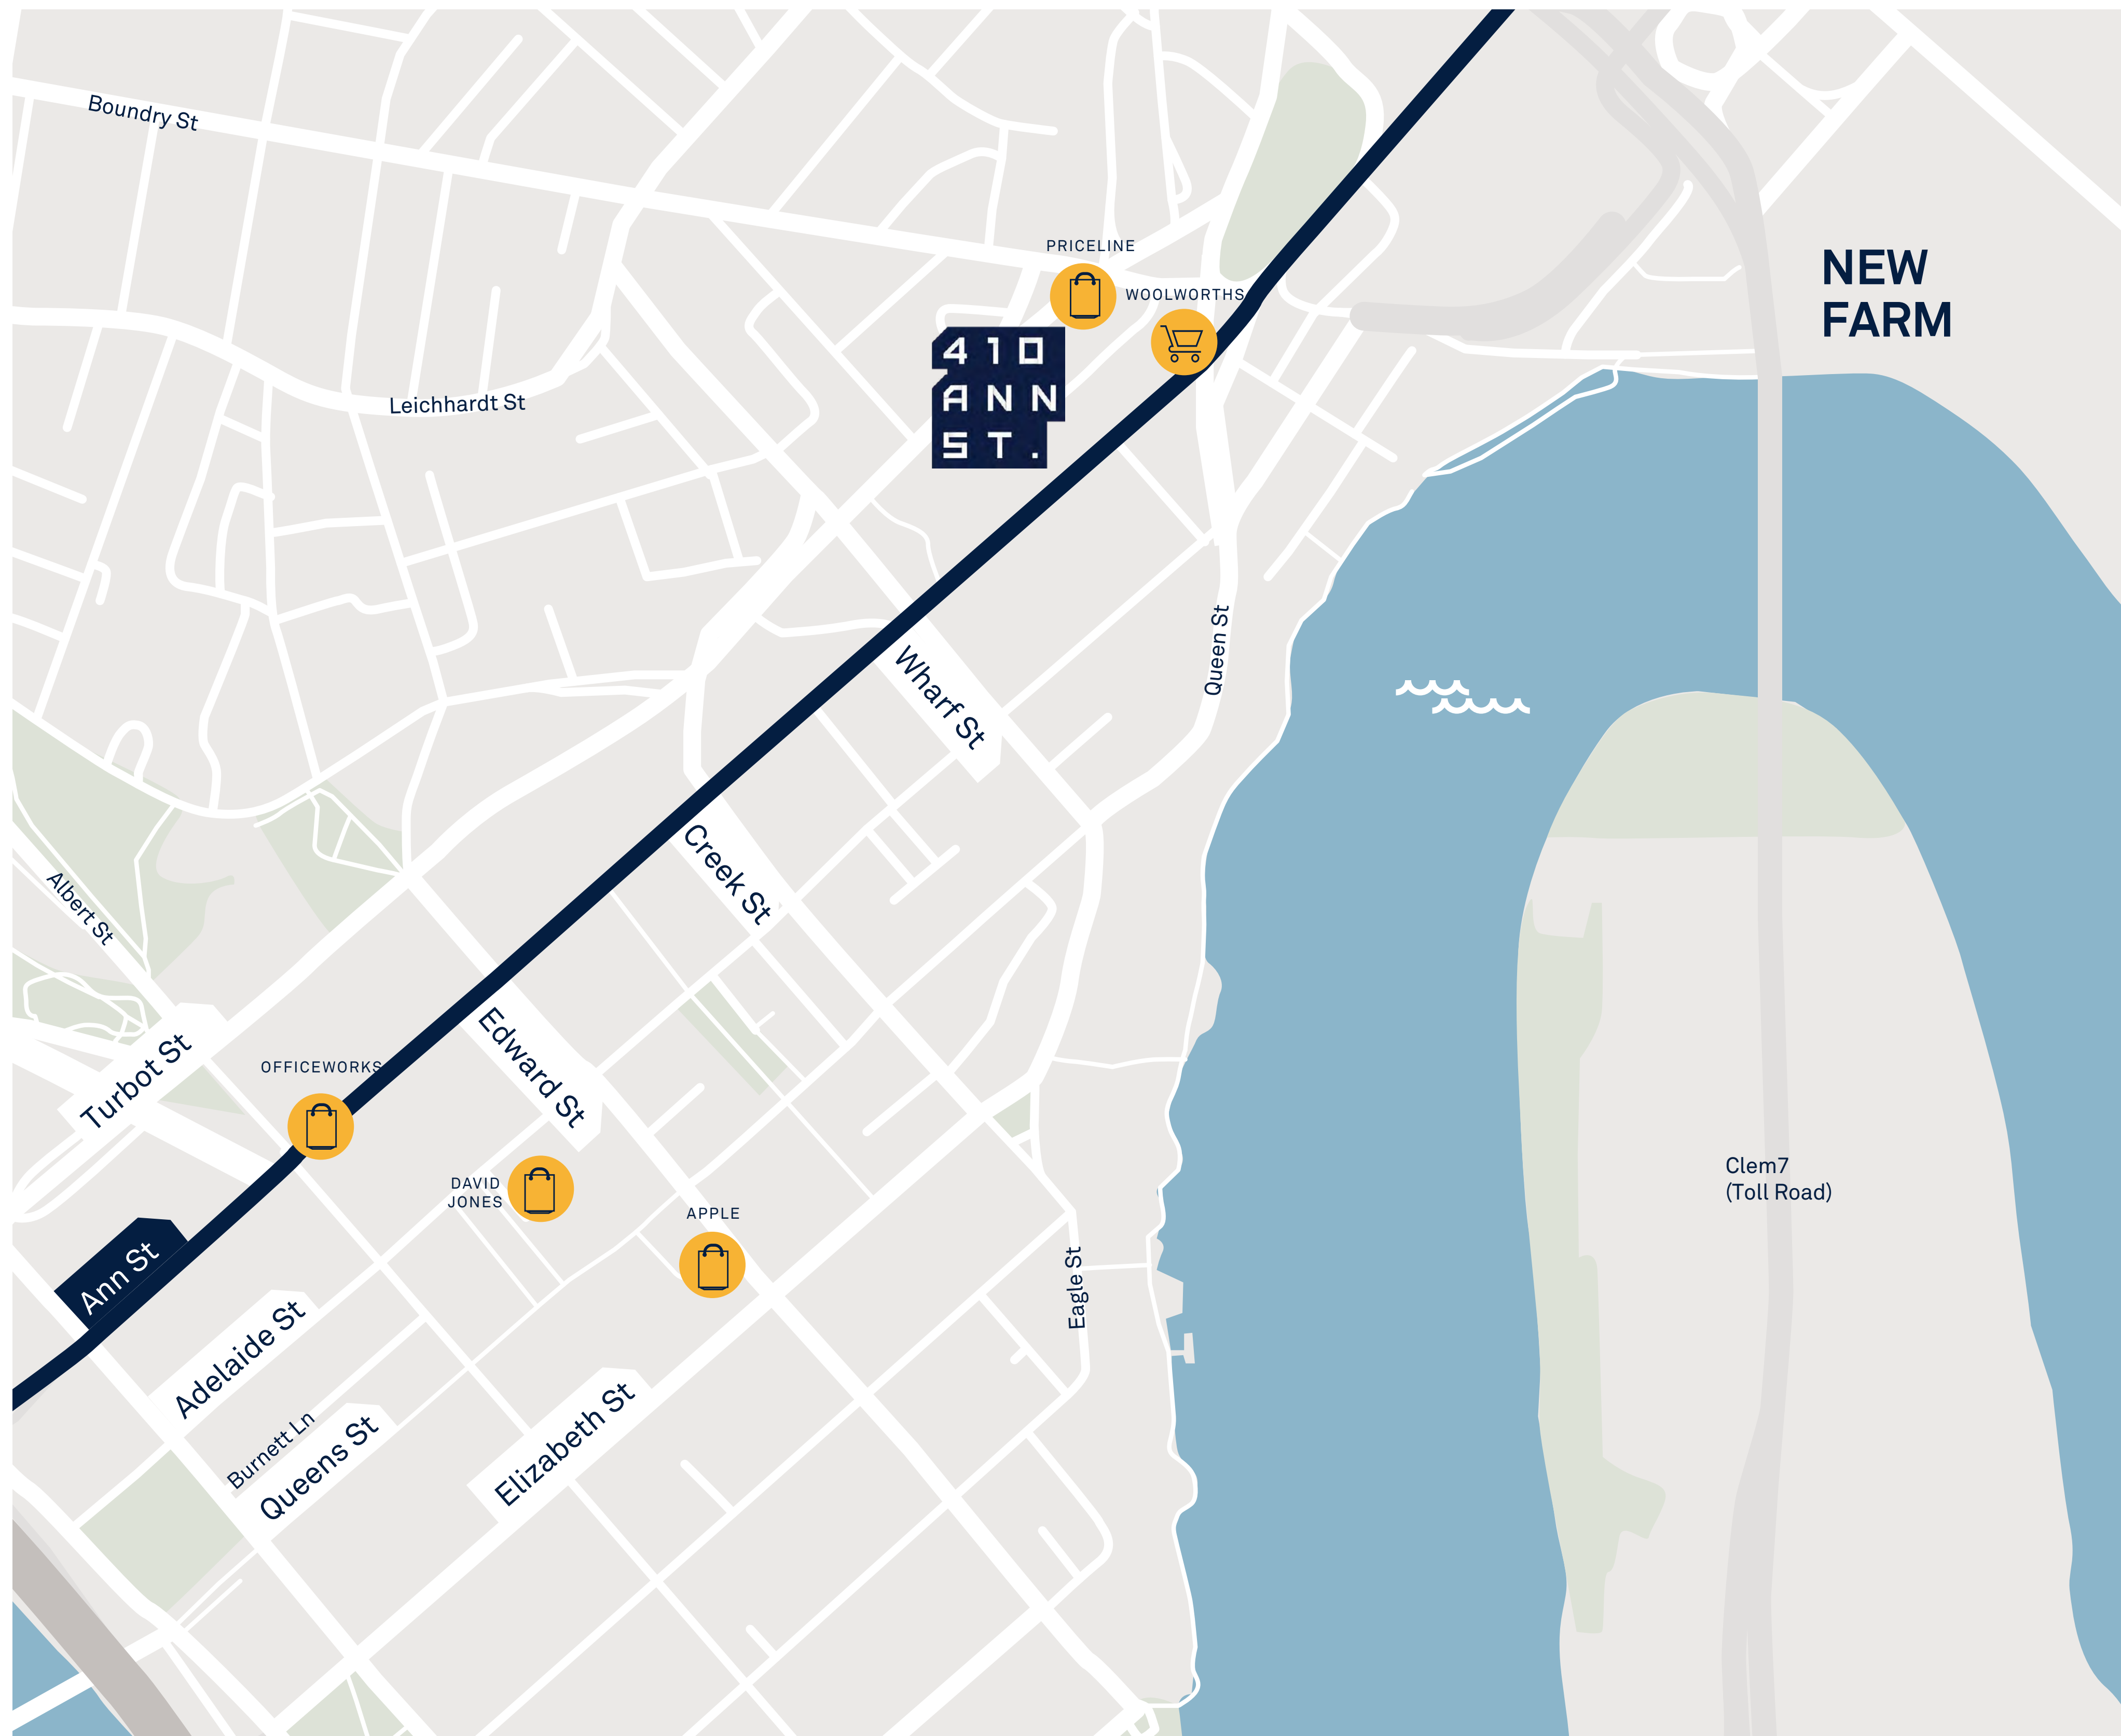 Boundry St
PRICELINE
WOOLWORTHS
NEW
FARM
410
ANN
ST.
Leichhardt St
Queen St
Wharf St
Creek St
Albert St
Edward St
Turbot St
OFFICEWORKS
DAVID
JONES
APPLE
Clem7
(Toll Road)
Ann St
Eagle St
Adelaide St
Burnett Ln
Queens St
Elizabeth St